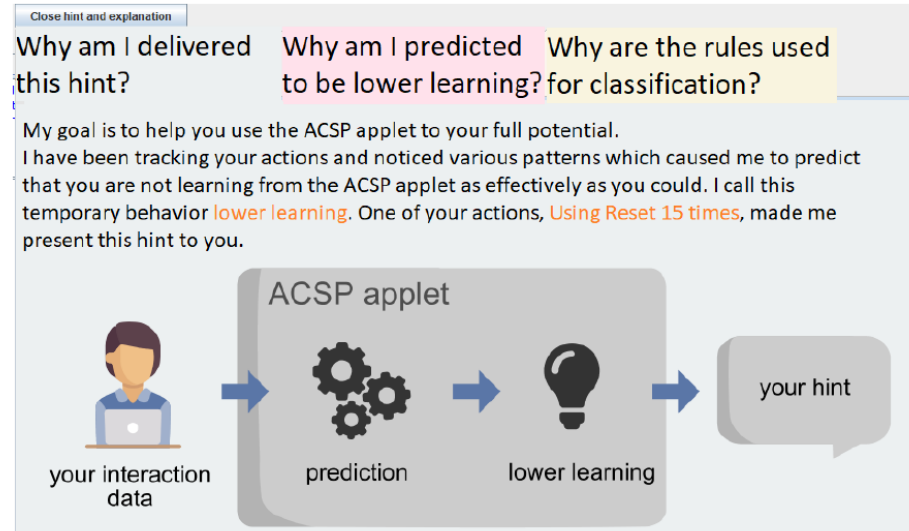 Close hint and explanation
Why am I delivered this hint?
Why am I predicted to be lower learning?
Why are the rules used for classification?
My goal is to help you use the ACSP applet to your full potential.
I have been tracking your actions and noticed various patterns which caused me to predict
that you are not learning from the ACSP applet as effectively as you could. I call this
temporary behavior lower learning. One of your actions, Using Reset 15 times, made me
present this hint to you.
ACSP applet
your interaction
data
prediction
lower learning
your hint